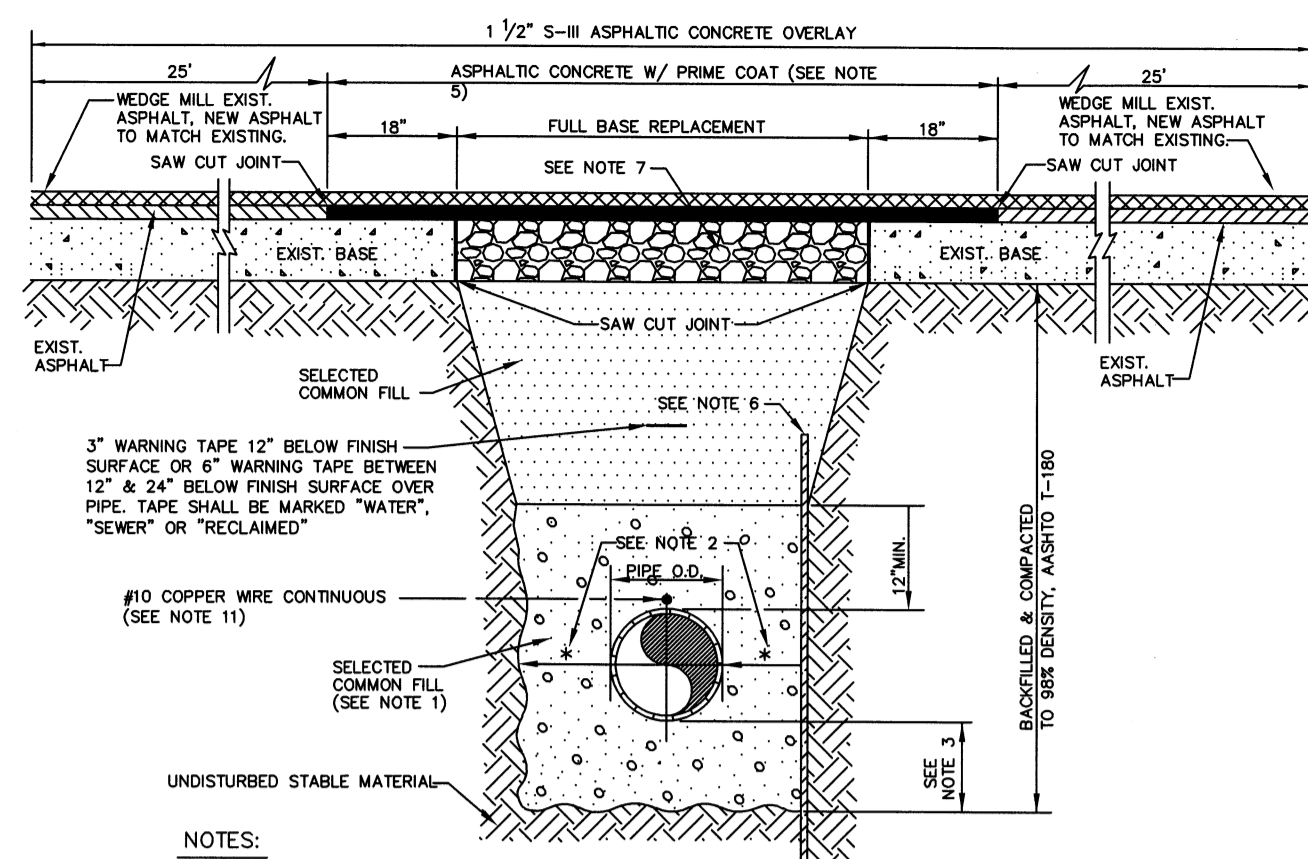 1 1/2" S-III ASPHALTIC CONCRETE OVERLAY
25'
ASPHALTIC CONCRETE W/ PRIME COAT (SEE NOTE
5)
25'
WEDGE MILL EXIST.
ASPHALT, NEW ASPHALT
TO MATCH EXISTING.
18"
FULL BASE REPLACEMENT
18"
WEDGE MILL EXIST.
ASPHALT, NEW ASPHALT
TO MATCH EXISTING.
SAW CUT JOINT
SEE NOTE 7
SAW CUT JOINT
EXIST. BASE
EXIST. BASE
SAW CUT JOINT
EXIST.
ASPHALT
EXIST.
ASPHALT
SELECTED
COMMON FILL
SEE NOTE 6
3" WARNING TAPE 12" BELOW FINISH
SURFACE OR 6" WARNING TAPE BETWEEN
12" & 24" BELOW FINISH SURFACE OVER
PIPE. TAPE SHALL BE MARKED "WATER",
"SEWER" OR "RECLAIMED"
SEE NOTE 2
PIPE O.D.
12"MIN.
BACKFILLED & COMPACTED
TO 98% DENSITY, AASHTO T-180
#10 COPPER WIRE CONTINUOUS
(SEE NOTE 11)
* *
SELECTED
COMMON FILL
(SEE NOTE 1)
SEE
NOTE 3
UNDISTURBED STABLE MATERIAL
NOTES: